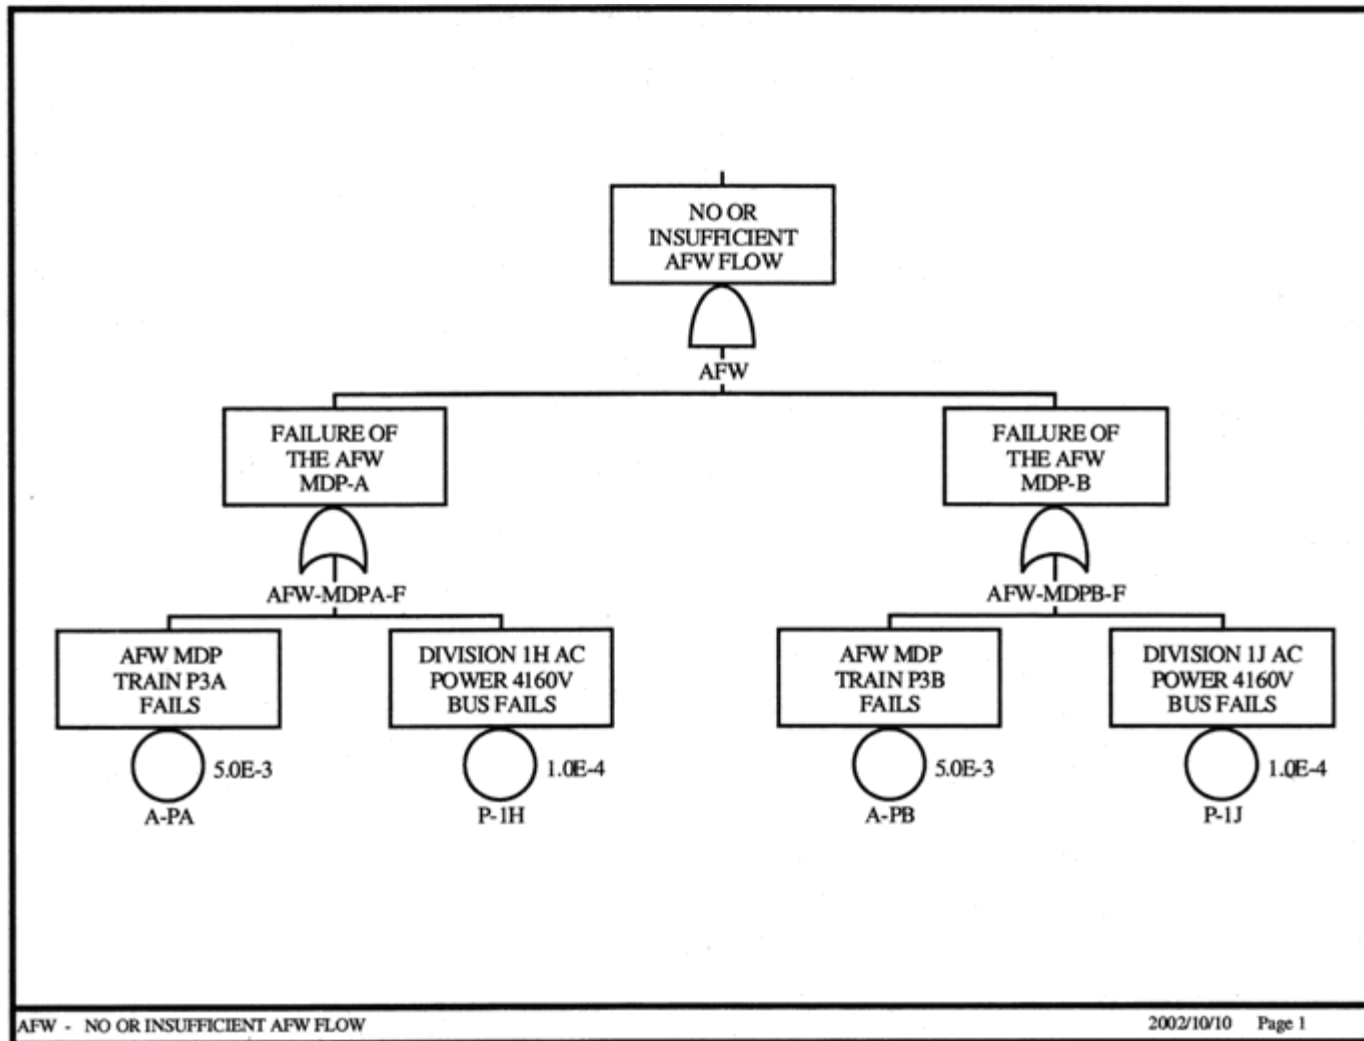 NO OR
INSUFFICIENT
AFW FLOW
AFW
FAILURE OF
THE AFW
MDP-A
FAILURE OF
THE AFW
MDP-B
AFW-MDPA-F
AFW-MDPB-F
AFW MDP
TRAIN P3A
FAILS
DIVISION 1H AC
POWER 4160V
BUS FAILS
AFW MDP
TRAIN P3B
FAILS
DIVISION 1J AC
POWER 4160V
BUS FAILS
5.0E-3
1.0E-4
5.0E-3
1.0E-4
A-PA
P-1H
A-PB
P-1J
AFW - NO OR INSUFFICIENT AFW FLOW
2002/10/10 Page 1